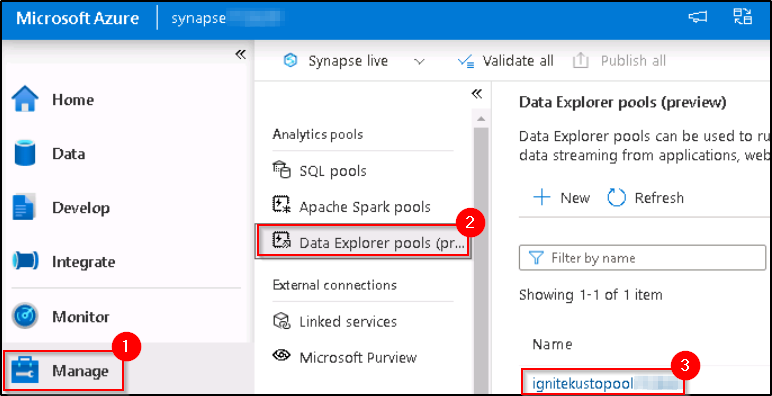 Microsoft Azure
synapse
Synapse live
Validate all
Publish all
Home
Data
Develop
Integrate
Monitor
1
Manage
Analytics pools
SQL pools
Apache Spark pools
2
Data Explorer pools (pr...
External connections
Linked services
Microsoft Purview
Data Explorer pools (preview)
Data Explorer pools can be used to ru
data streaming from applications, web
New
Refresh
Filter by name
Showing 1-1 of 1 item
Name
3
ignitekustopool